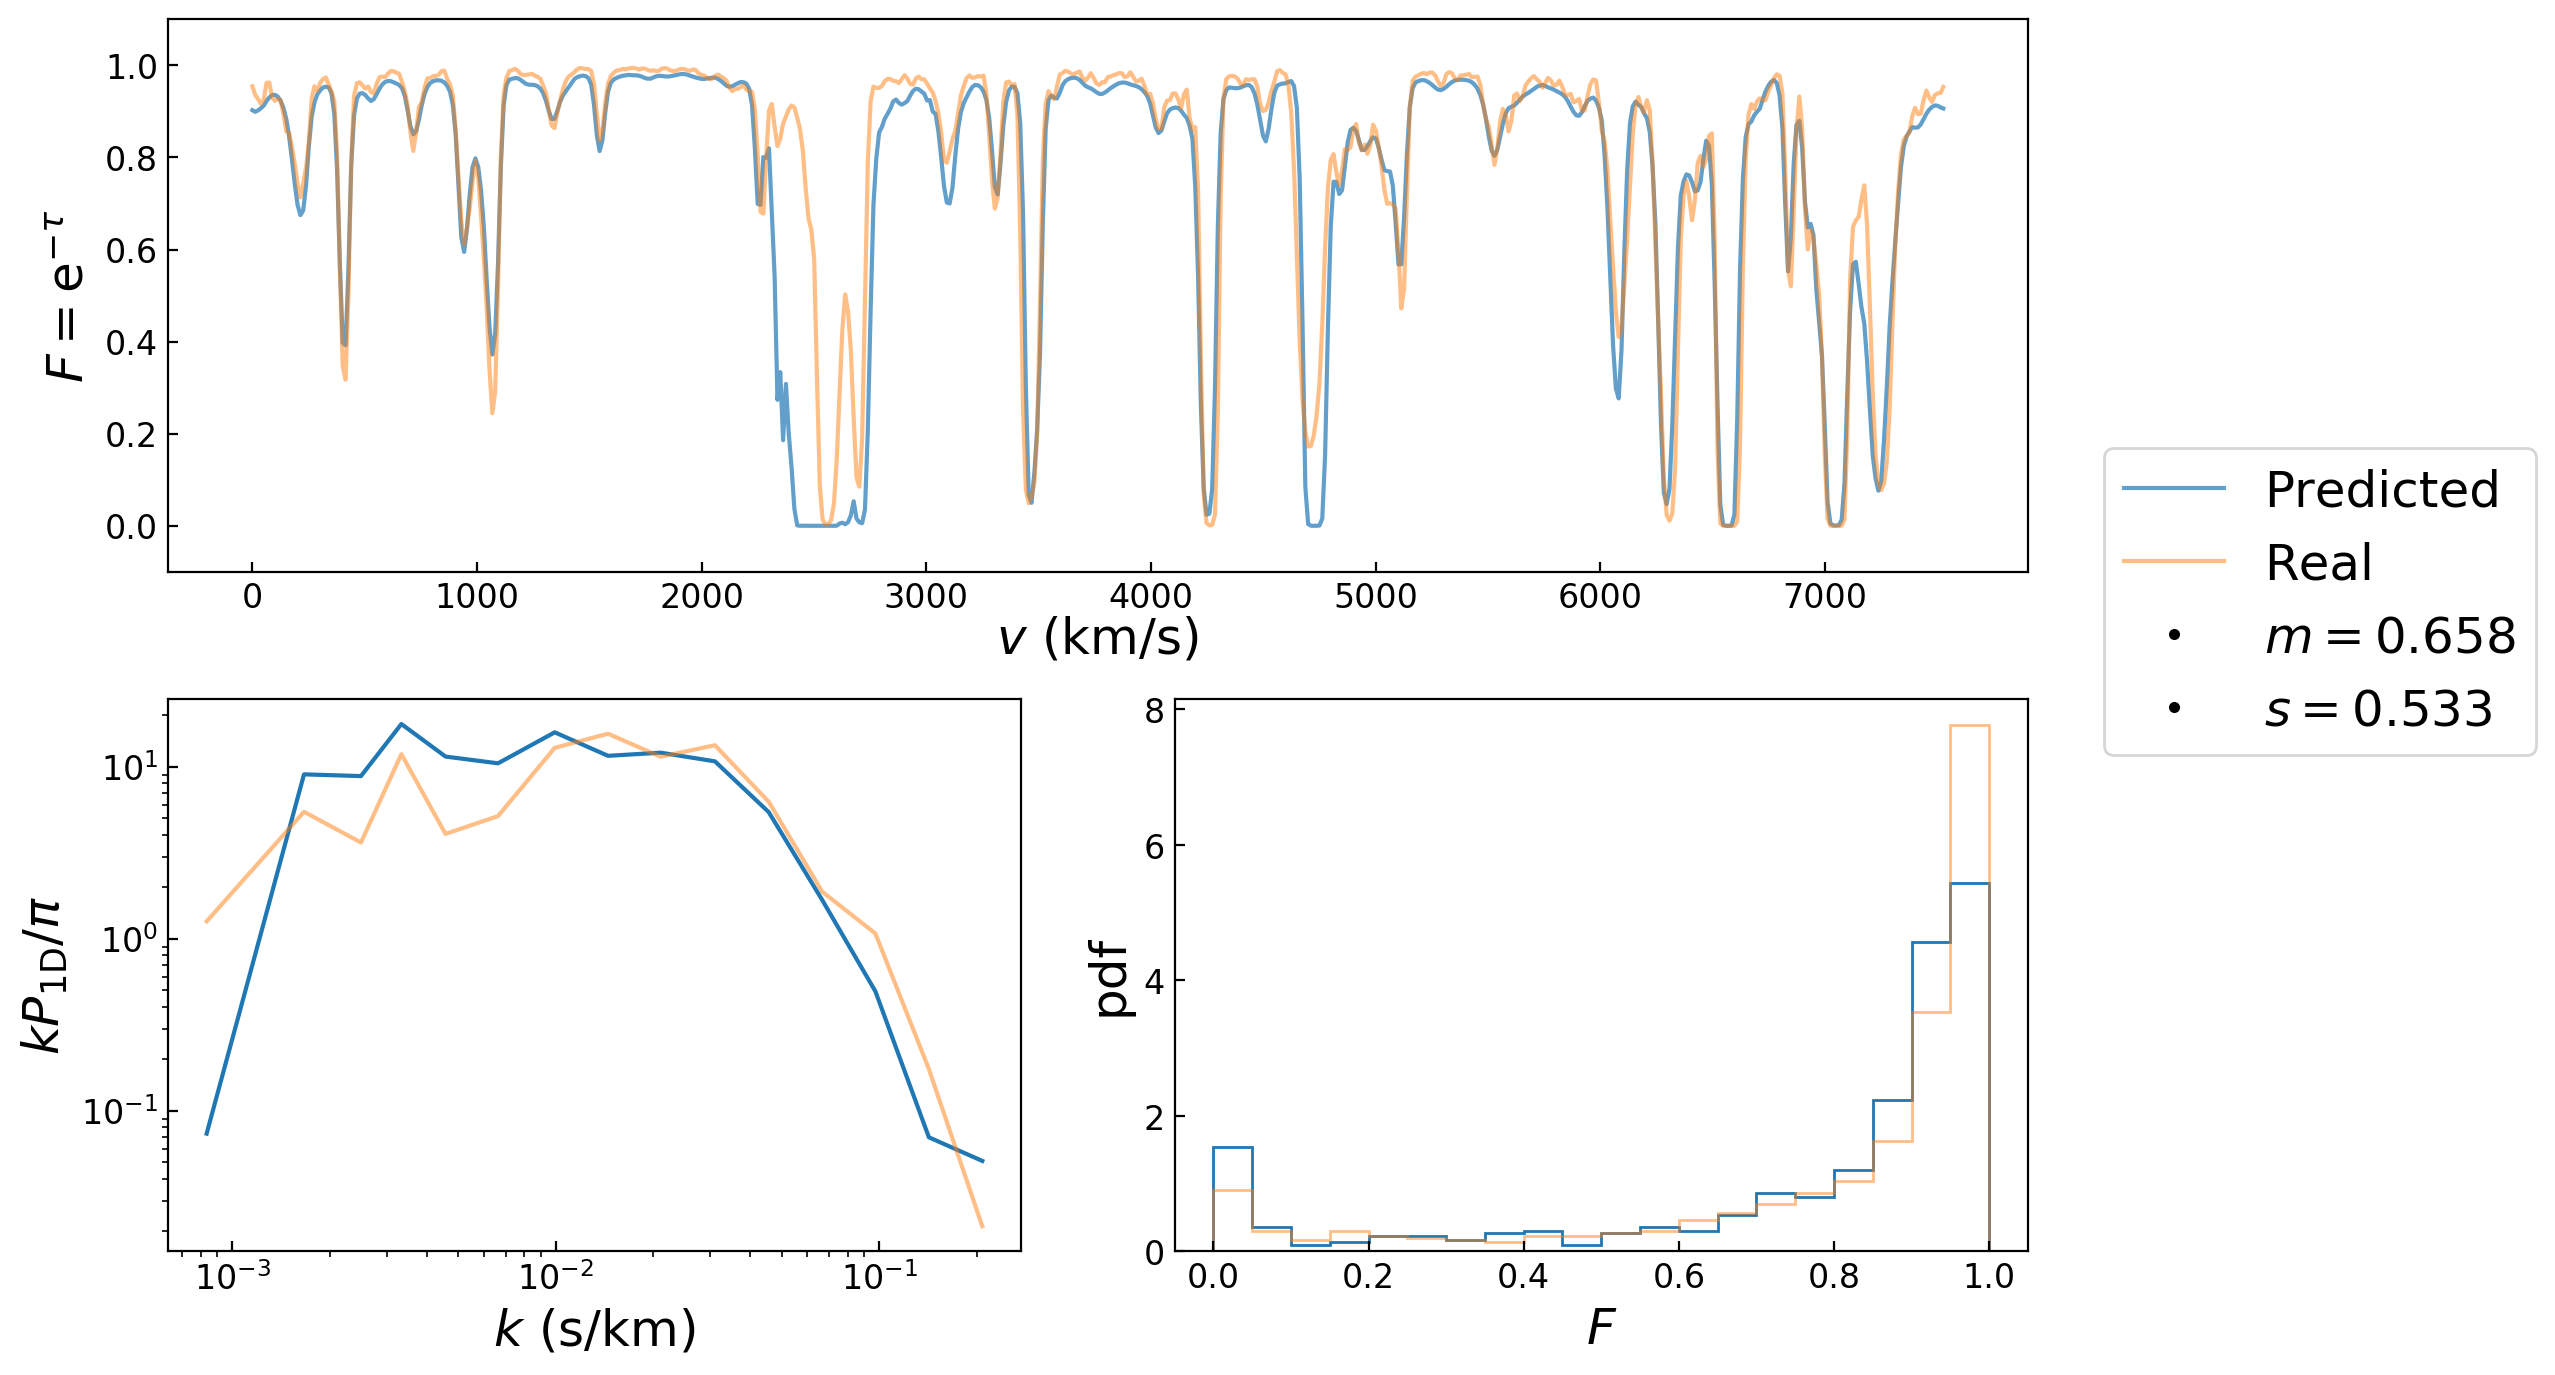 1.0
0.8
0.6
0.4
0.2
0.0
F = e^{-τ}
0 1000 2000 3000 4000 5000 6000 7000
v (km/s)
Predicted
Real
m = 0.658
s = 0.533
10^1
10^0
10^{-1}
kP_{1D}/π
10^{-3} 10^{-2} 10^{-1}
k (s/km)
8
6
4
2
0
pdf
0.0 0.2 0.4 0.6 0.8 1.0
F